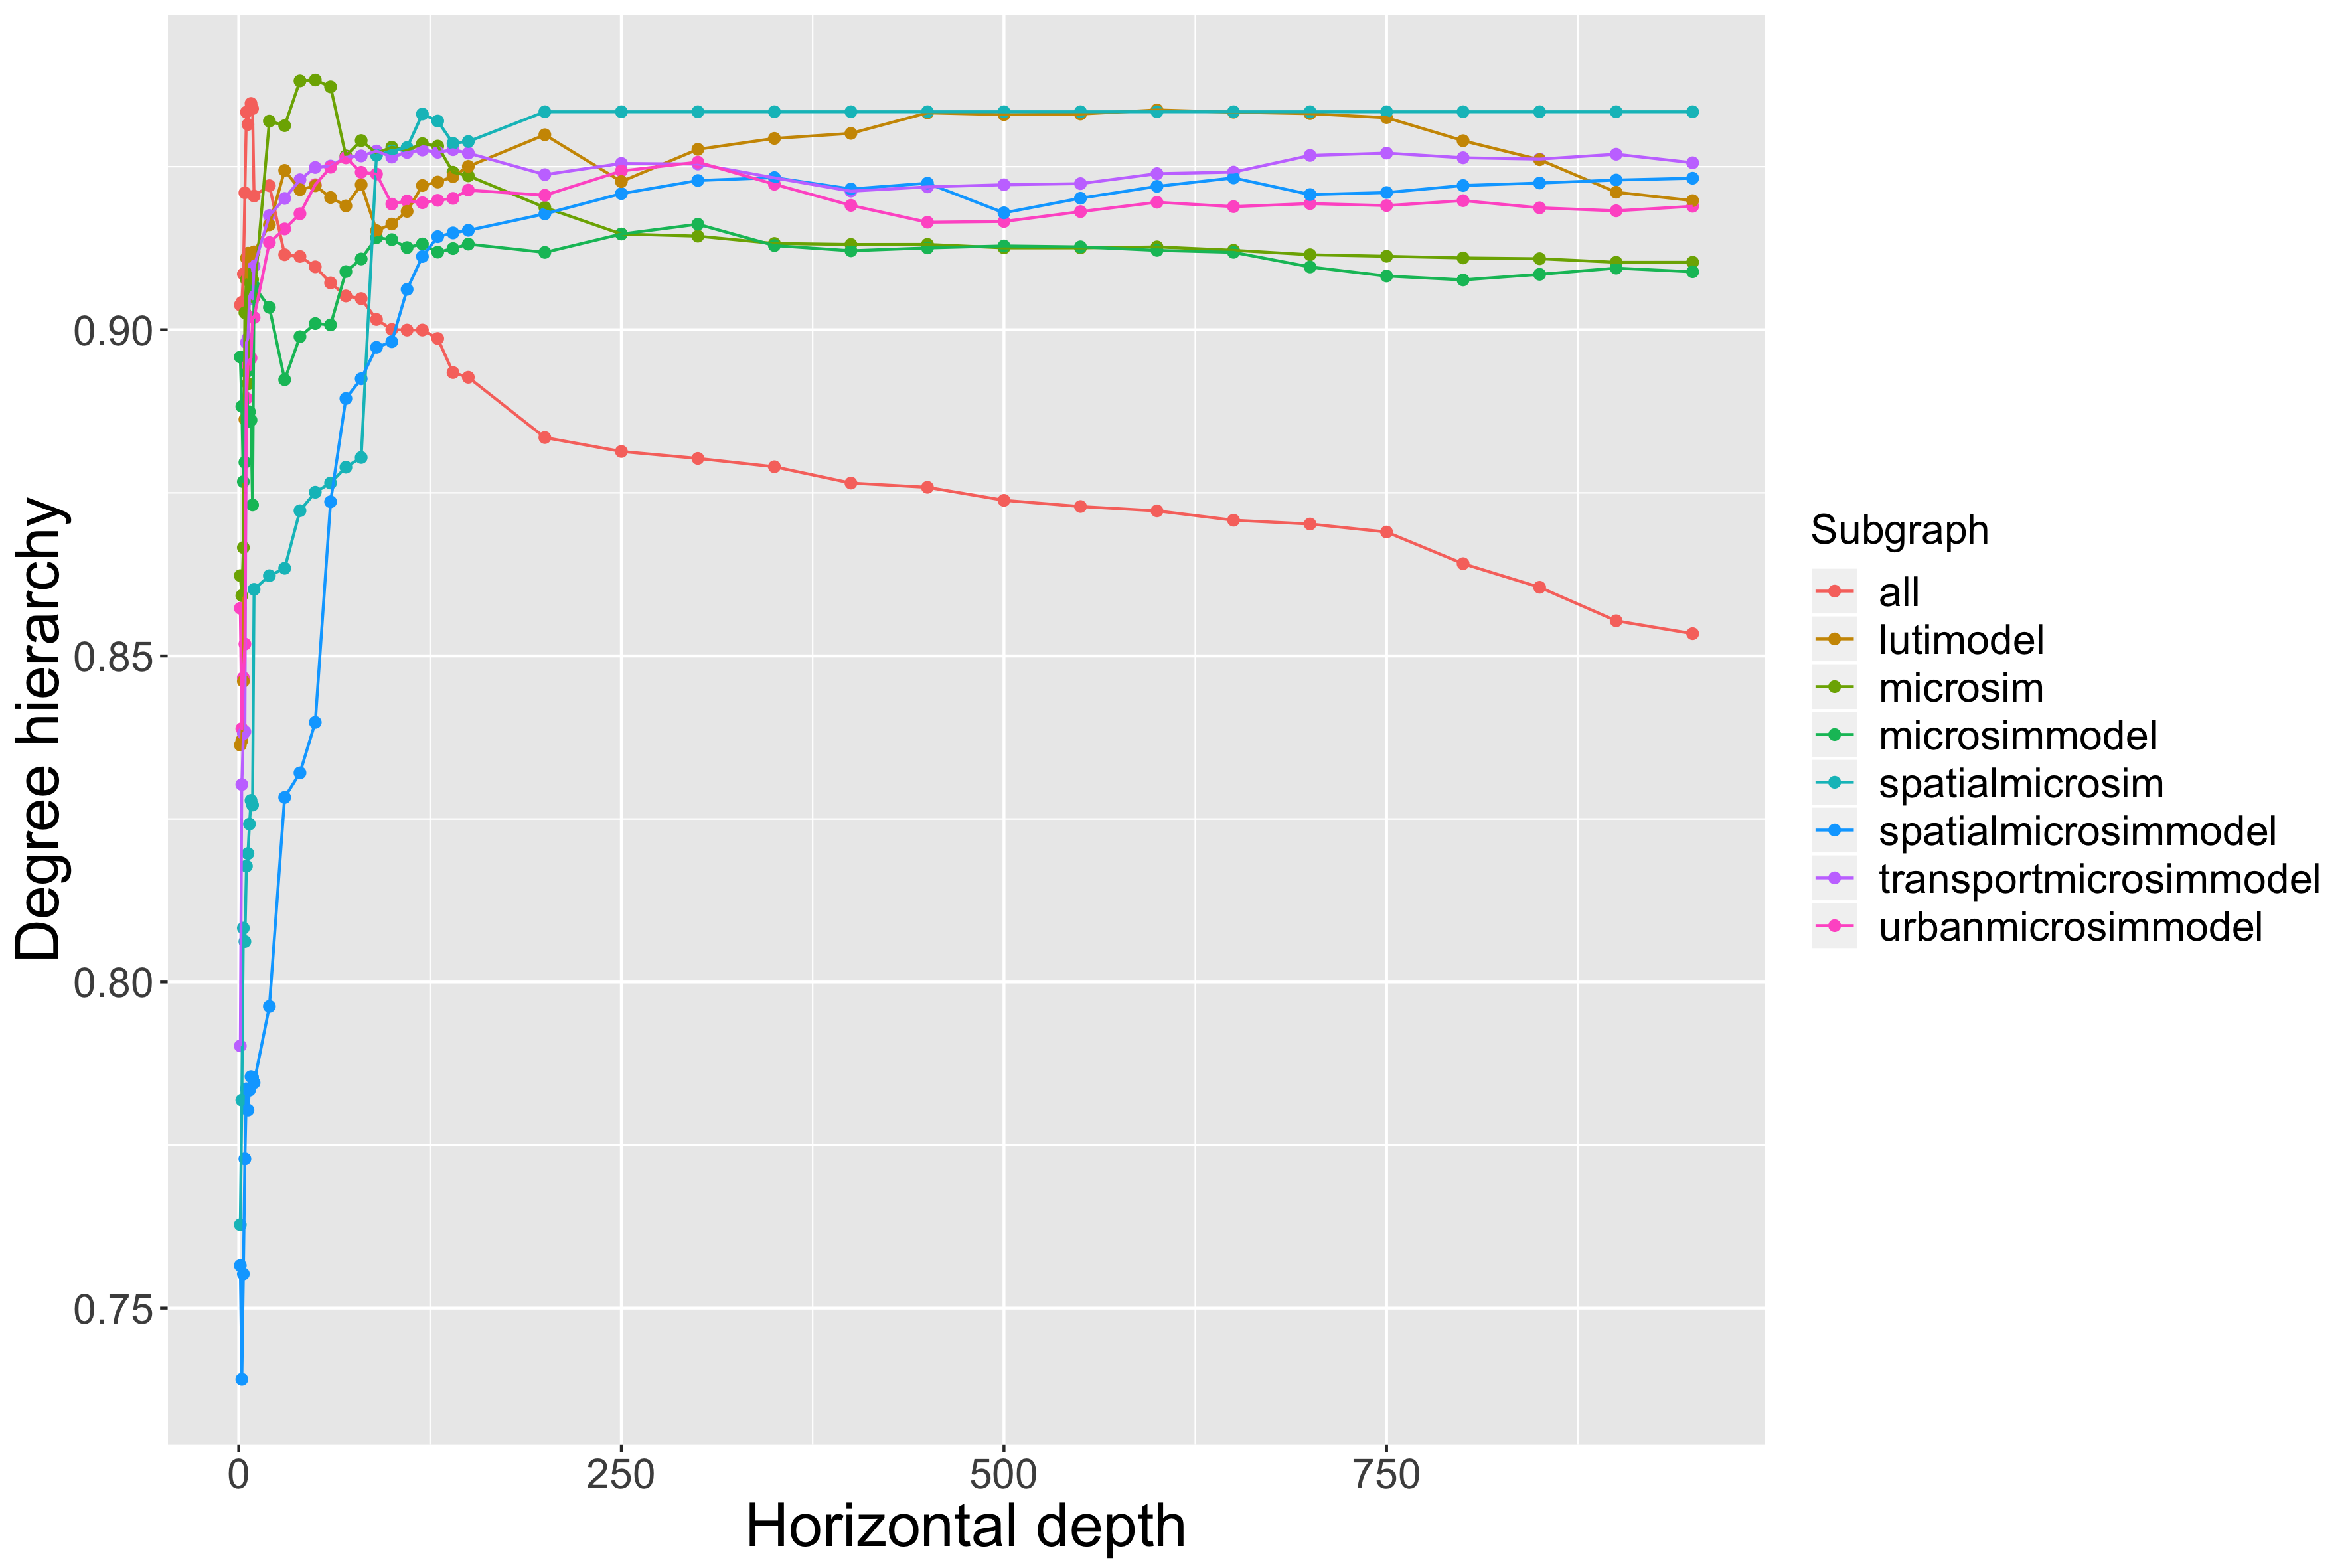 Degree hierarchy
0.90
0.85
0.80
0.75
0
250
500
750
Horizontal depth
Subgraph
all
lutimodel
microsim
microsimmodel
spatialmicrosim
spatialmicrosimmodel
transportmicrosimmodel
urbanmicrosimmodel